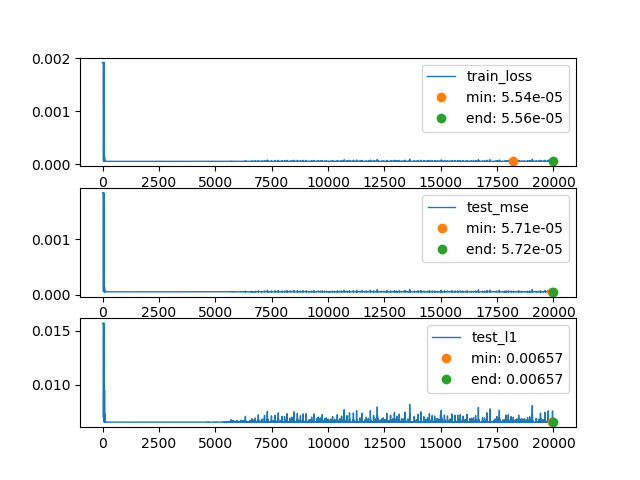 0.002
train_loss
min: 5.54e-05
end: 5.56e-05
0.001
0.000
0 2500 5000 7500 10000 12500 15000 17500 20000
test_mse
min: 5.71e-05
end: 5.72e-05
0.001
0.000
0 2500 5000 7500 10000 12500 15000 17500 20000
0.015
test_l1
min: 0.00657
end: 0.00657
0.010
0 2500 5000 7500 10000 12500 15000 17500 20000